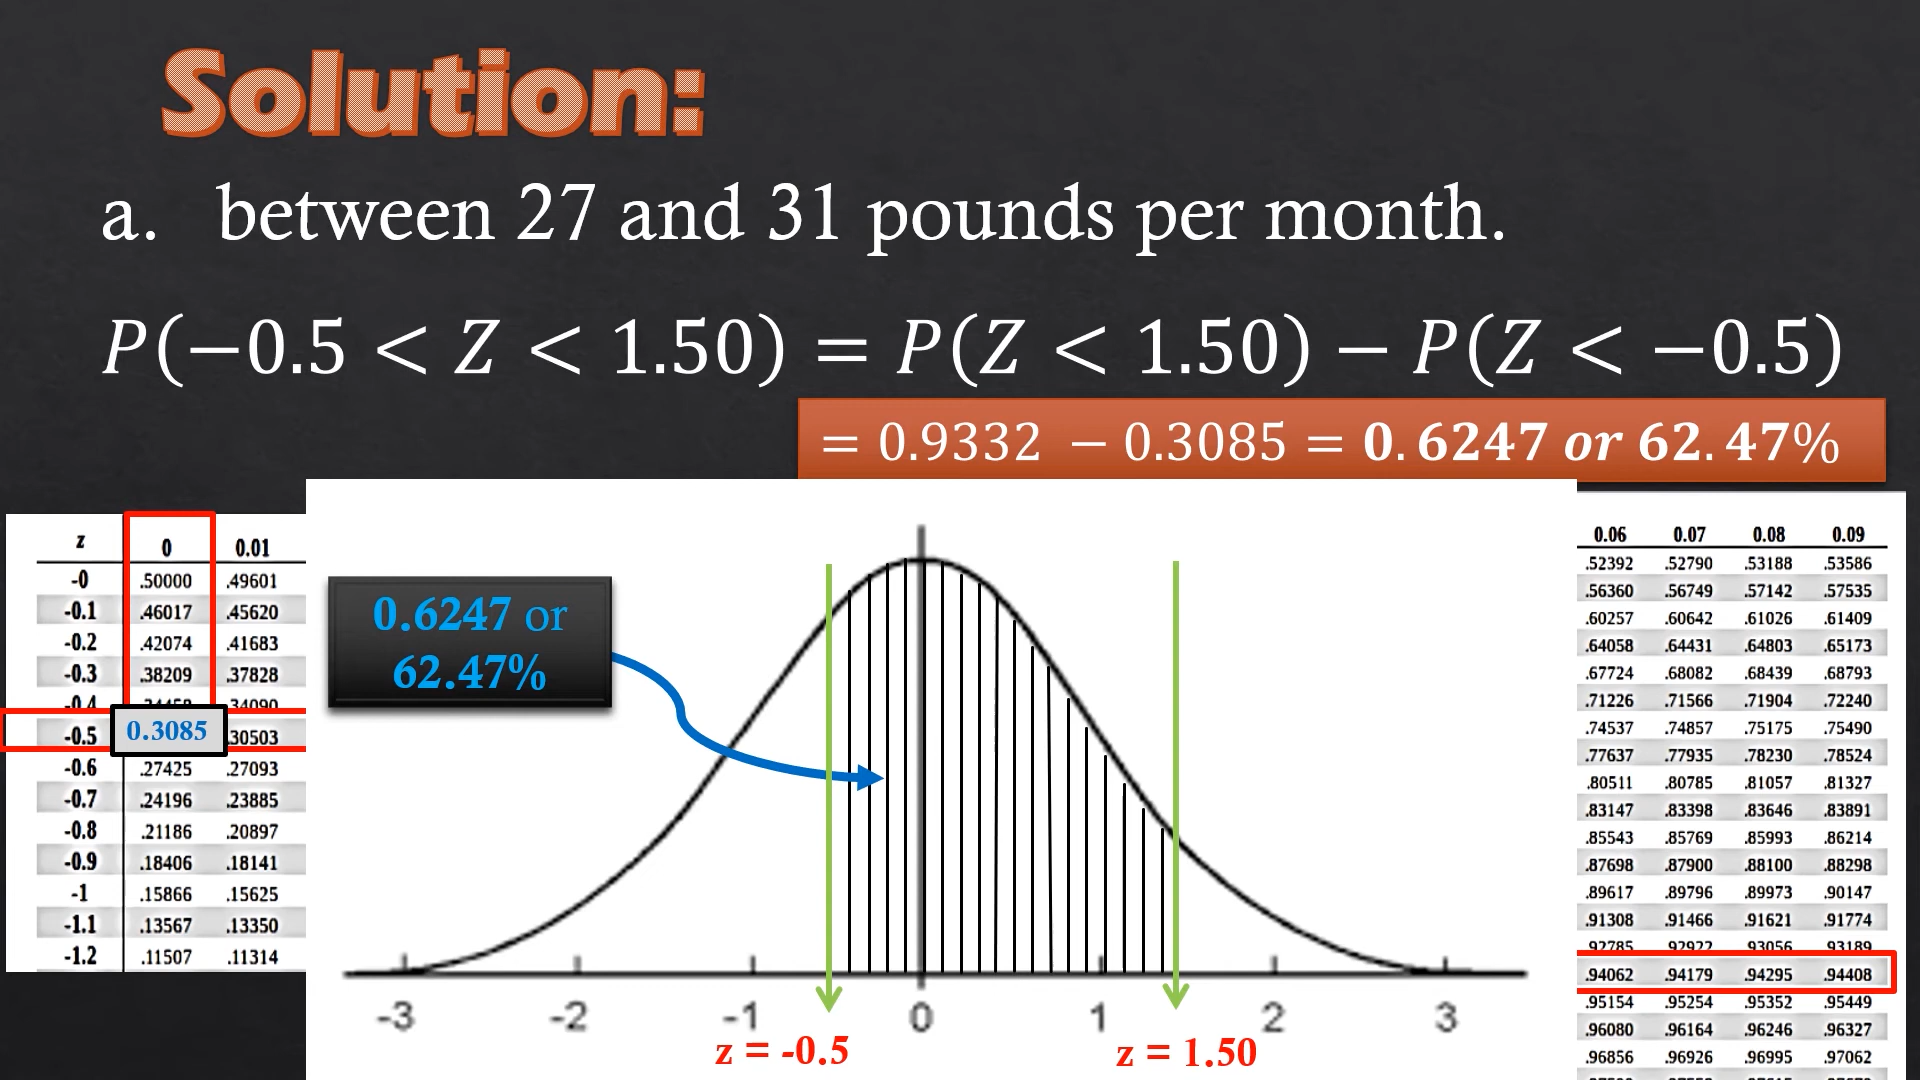 Solution:
a. between 27 and 31 pounds per month.
P(−0.5 < Z < 1.50) = P(Z < 1.50) − P(Z < −0.5)
= 0.9332 − 0.3085 = 0.6247 or 62.47%
z 0 0.01
-0 .50000 .49601
-0.1 .46017 .45620
-0.2 .42074 .41683
-0.3 .38209 .37828
-0.4 .34458 .34090
-0.5 0.3085 .30503
-0.6 .27425 .27093
-0.7 .24196 .23885
-0.8 .21186 .20897
-0.9 .18406 .18141
-1 .15866 .15625
-1.1 .13567 .13350
-1.2 .11507 .11314
0.6247 or
62.47%
-3 -2 -1 0 1 2 3
z = -0.5 z = 1.50
0.06 0.07 0.08 0.09
.52392 .52790 .53188 .53586
.56360 .56749 .57142 .57535
.60257 .60642 .61026 .61409
.64058 .64431 .64803 .65173
.67724 .68082 .68439 .68793
.71226 .71566 .71904 .72240
.74537 .74857 .75175 .75490
.77637 .77935 .78230 .78524
.80511 .80785 .81057 .81327
.83147 .83398 .83646 .83891
.85543 .85769 .85993 .86214
.87698 .87900 .88100 .88298
.89617 .89796 .89973 .90147
.91308 .91466 .91621 .91774
.92785 .92922 .93056 .93189
.94062 .94179 .94295 .94408
.95154 .95254 .95352 .95449
.96080 .96164 .96246 .96327
.96856 .96926 .96995 .97062